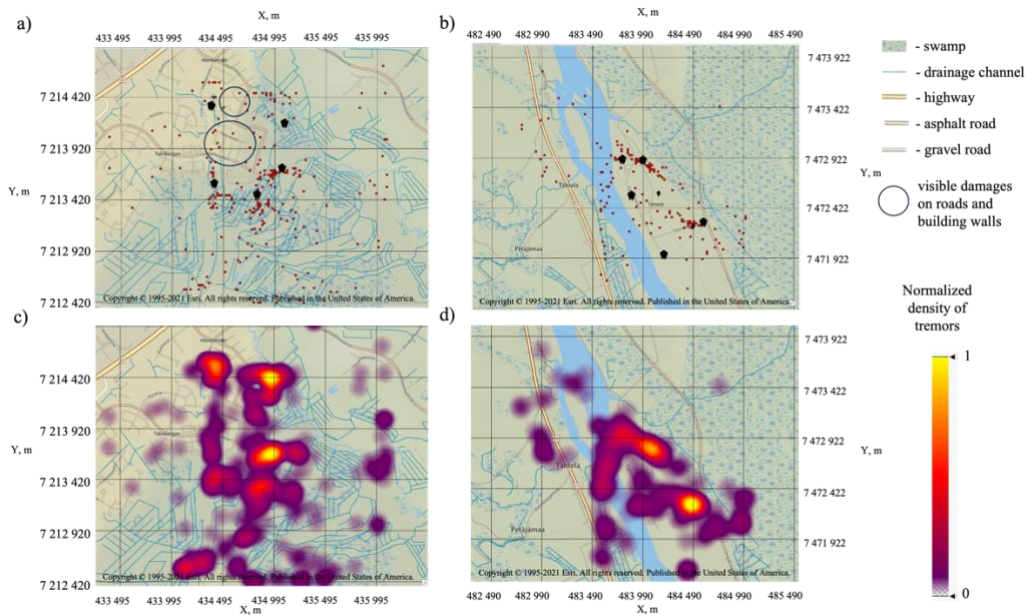 X, m
X, m
a)
433 495 433 995 434 495 434 995 435 495 435 995
b)
482 490 482 990 483 490 483 990 484 490 484 990 485 490
- swamp
- drainage channel
- highway
- asphalt road
- gravel road
visible damages
on roads and
building walls
7 214 420
7 213 920
Y, m
7 213 420
7 212 920
7 212 420
7 473 922
7 473 422
7 472 922
Y, m
7 472 422
7 471 922
Petäjämaa
Copyright © 1995-2021 Esri. All rights reserved. Published in the United States of America.
Copyright © 1995-2021 Esri. All rights reserved. Published in the United States of America.
c)
d)
7 214 420
7 213 920
Y, m
7 213 420
7 212 920
7 212 420
7 473 922
7 473 422
7 472 922
Y, m
7 472 422
7 471 922
Petäjämaa
Copyright © 1995-2021 Esri. All rights reserved. Published in the United States of America.
Copyright © 1995-2021 Esri. All rights reserved. Published in the United States of America.
433 495 433 995 434 495 434 995 435 495 435 995
X, m
482 490 482 990 483 490 483 990 484 490 484 990 485 490
X, m
Normalized
density of
tremors
1
0